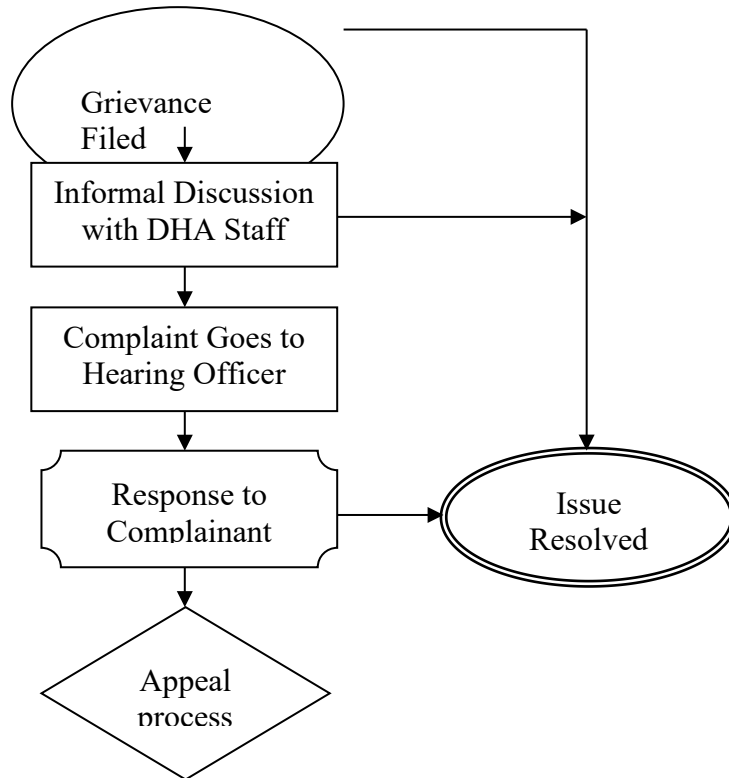 Grievance
Filed
Informal Discussion
with DHA Staff
Complaint Goes to
Hearing Officer
Response to
Complainant
Issue
Resolved
Appeal
process